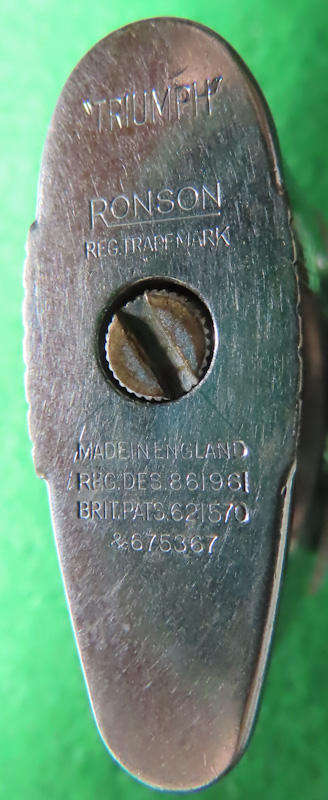 "TRIUMPH"
RONSON
REG. TRADE MARK
MADE IN ENGLAND
REG. DES. 861961
BRIT. PATS. 621570
& 675367